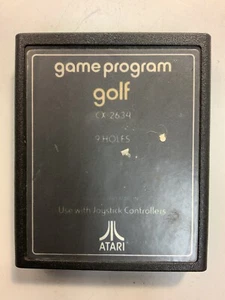 game program
golf
CX-2634
9 HOLES
Use with Joystick Controllers
ATARI